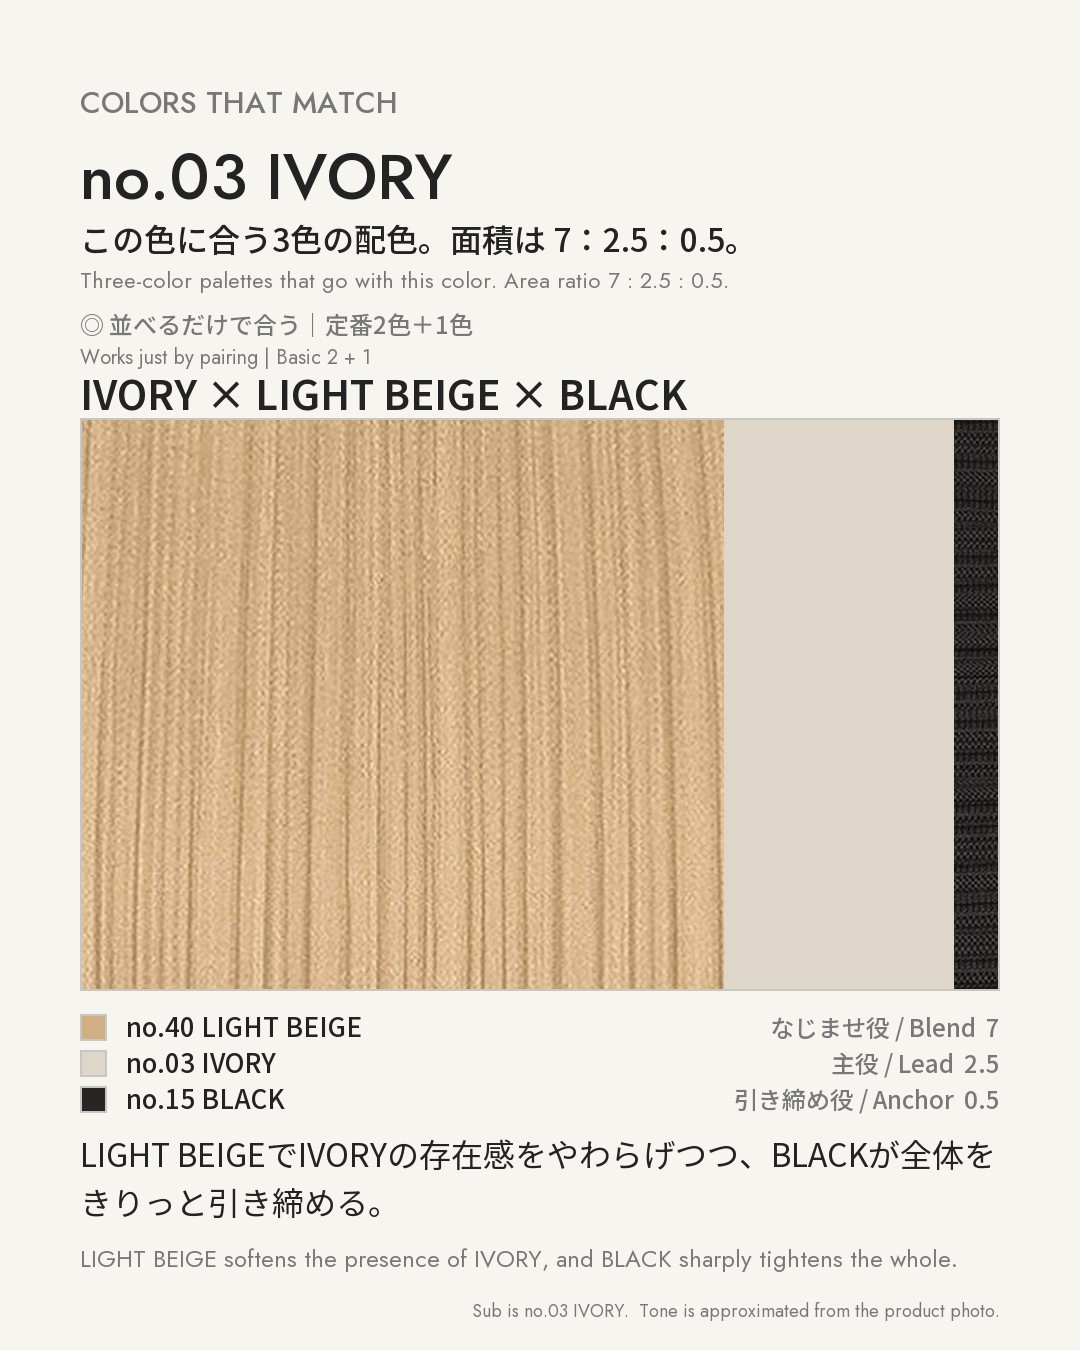 COLORS THAT MATCH
no.03 IVORY
この色に合う3色の配色。面積は 7：2.5：0.5。
Three-color palettes that go with this color. Area ratio 7 : 2.5 : 0.5.
◎ 並べるだけで合う｜定番2色＋1色
Works just by pairing | Basic 2 + 1
IVORY × LIGHT BEIGE × BLACK
no.40 LIGHT BEIGE なじませ役 / Blend 7
no.03 IVORY 主役 / Lead 2.5
no.15 BLACK 引き締め役 / Anchor 0.5
LIGHT BEIGEでIVORYの存在感をやわらげつつ、BLACKが全体を
きりっと引き締める。
LIGHT BEIGE softens the presence of IVORY, and BLACK sharply tightens the whole.
Sub is no.03 IVORY. Tone is approximated from the product photo.